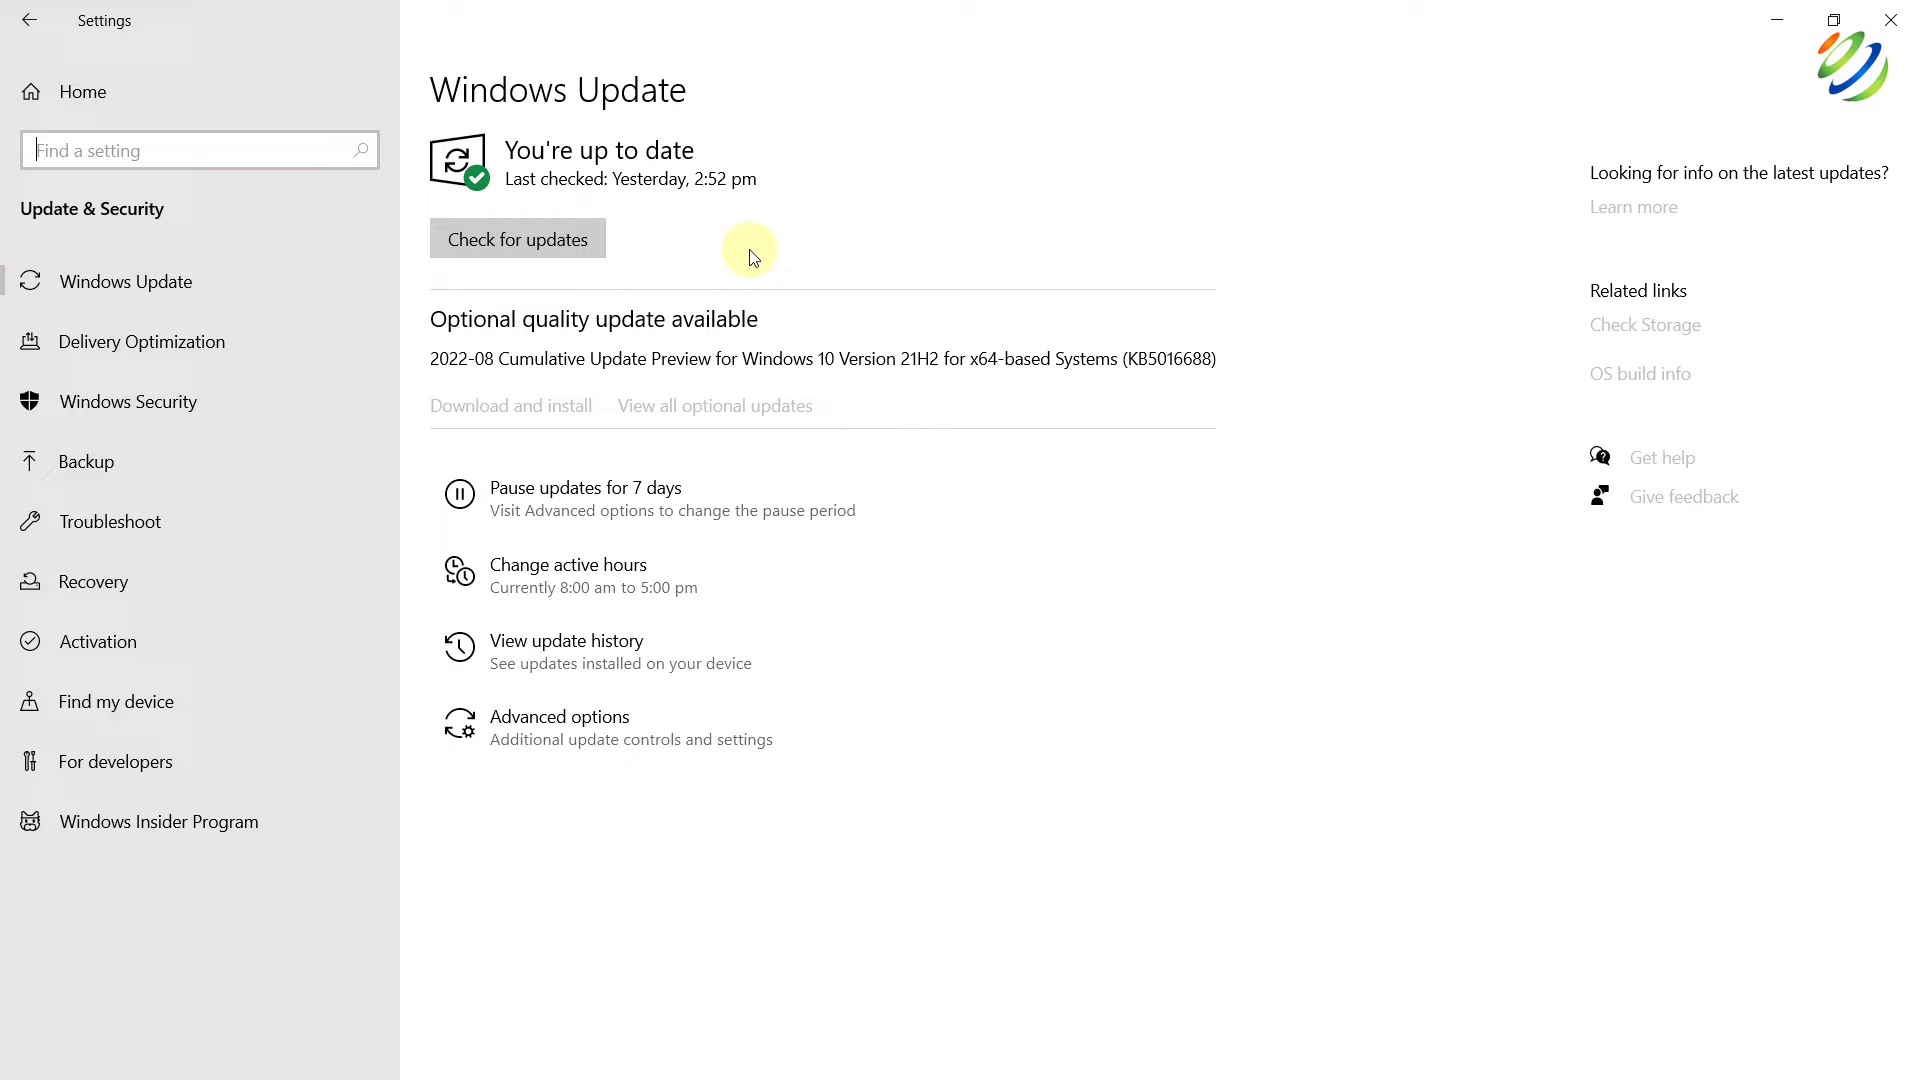 Settings
Home
Find a setting
Update & Security
Windows Update
Delivery Optimization
Windows Security
Backup
Troubleshoot
Recovery
Activation
Find my device
For developers
Windows Insider Program
Windows Update
You're up to date
Last checked: Yesterday, 2:52 pm
Check for updates
Optional quality update available
2022-08 Cumulative Update Preview for Windows 10 Version 21H2 for x64-based Systems (KB5016688)
Download and install View all optional updates
Pause updates for 7 days
Visit Advanced options to change the pause period
Change active hours
Currently 8:00 am to 5:00 pm
View update history
See updates installed on your device
Advanced options
Additional update controls and settings
Looking for info on the latest updates?
Learn more
Related links
Check Storage
OS build info
Get help
Give feedback